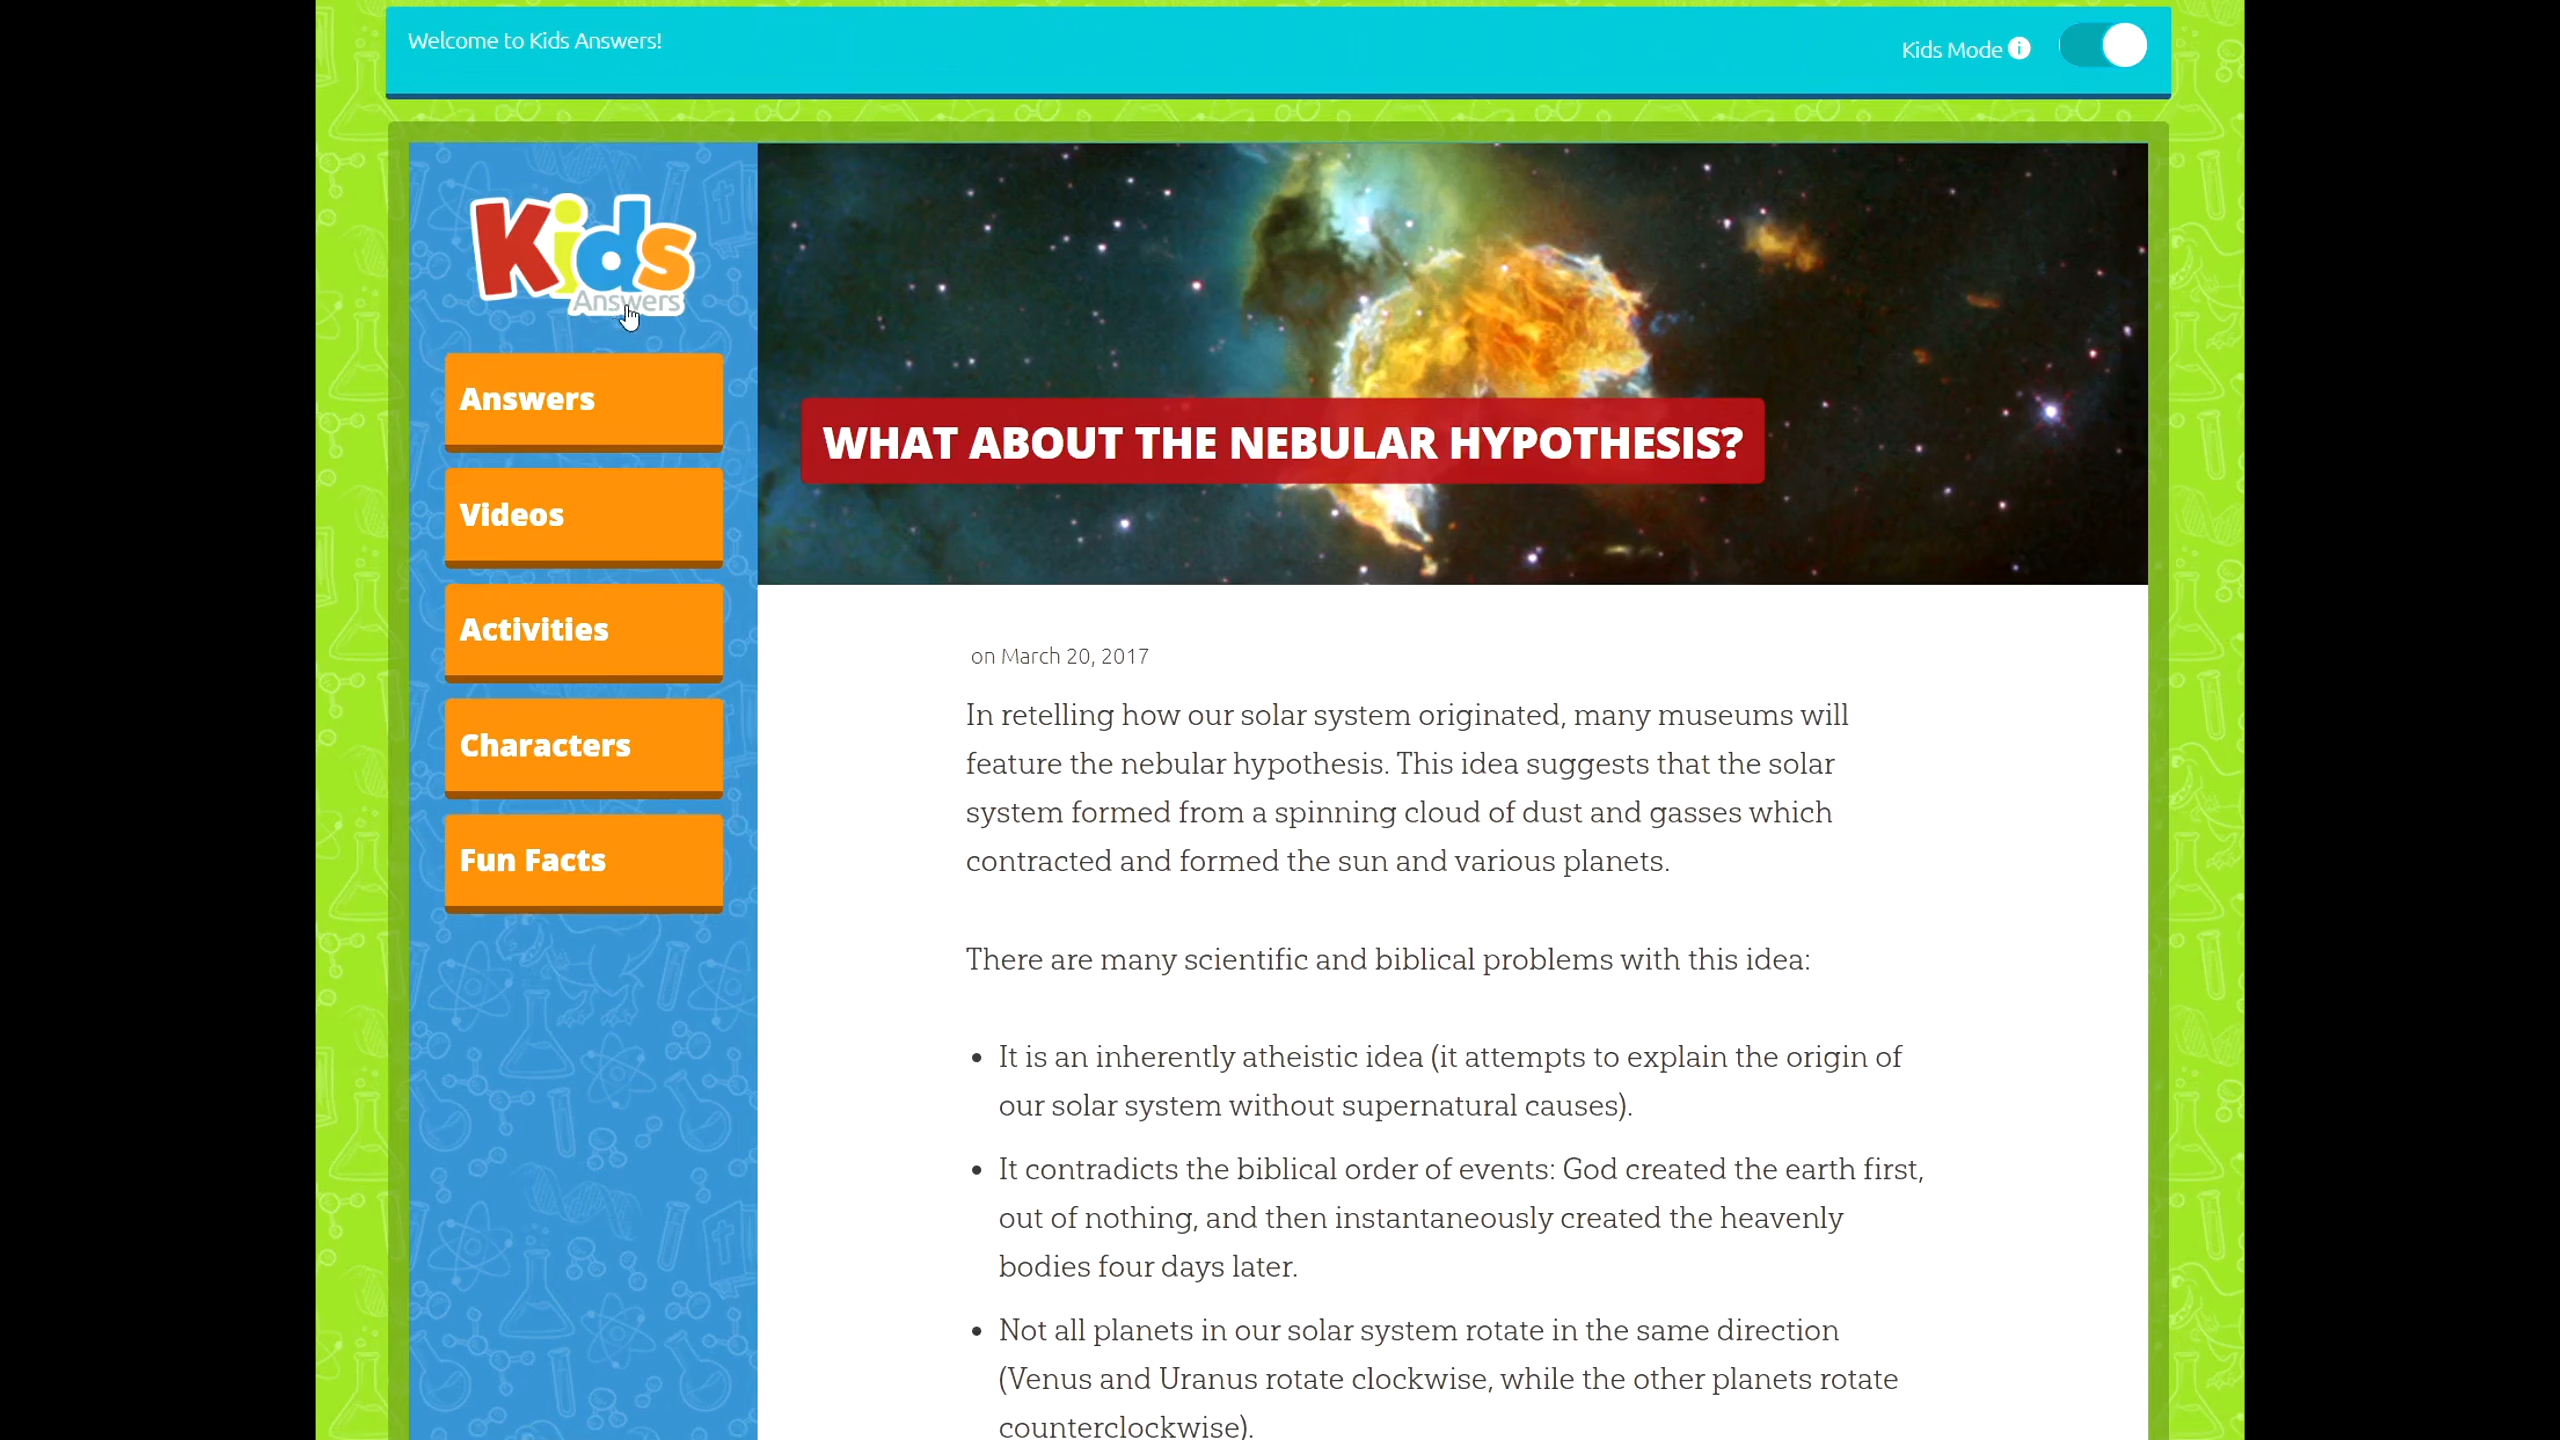 Welcome to Kids Answers!
Kids Mode
Kids
Answers
Answers
Videos
Activities
Characters
Fun Facts
WHAT ABOUT THE NEBULAR HYPOTHESIS?
on March 20, 2017
In retelling how our solar system originated, many museums will
feature the nebular hypothesis. This idea suggests that the solar
system formed from a spinning cloud of dust and gasses which
contracted and formed the sun and various planets.
There are many scientific and biblical problems with this idea:
• It is an inherently atheistic idea (it attempts to explain the origin of
our solar system without supernatural causes).
• It contradicts the biblical order of events: God created the earth first,
out of nothing, and then instantaneously created the heavenly
bodies four days later.
• Not all planets in our solar system rotate in the same direction
(Venus and Uranus rotate clockwise, while the other planets rotate
counterclockwise).